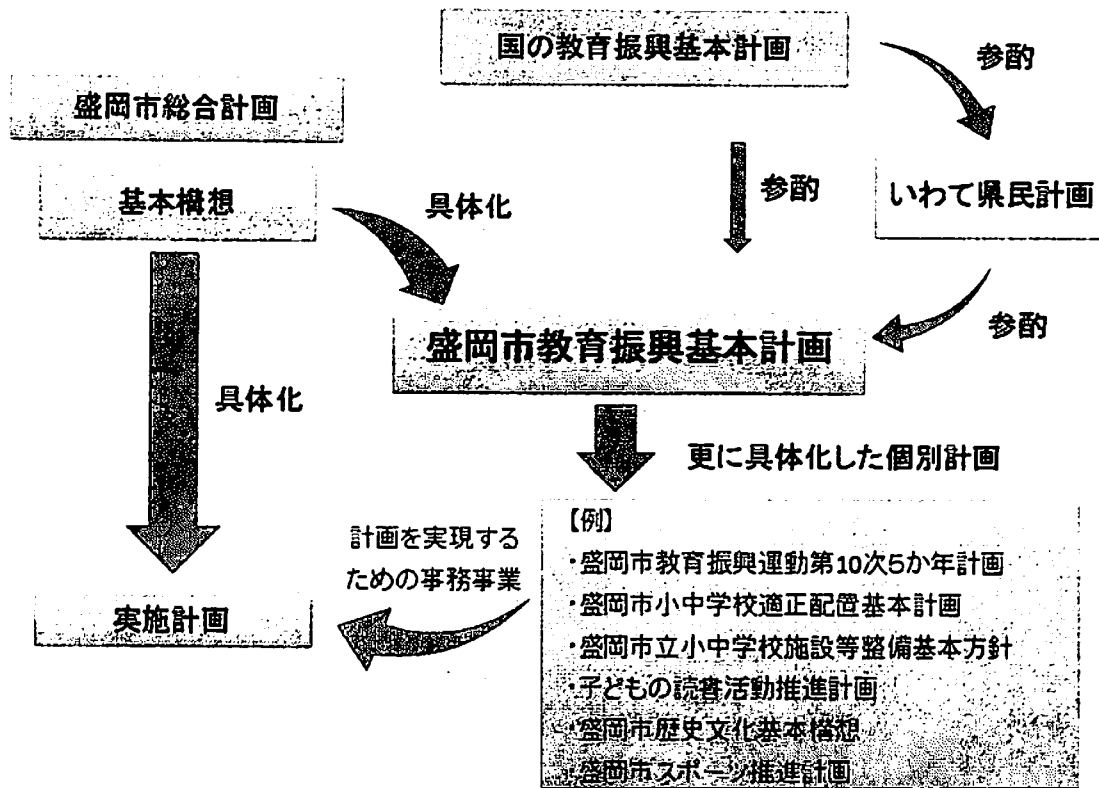 国の教育振興基本計画
参酌
盛岡市総合計画
基本構想
具体化
参酌
いわて県民計画
参酌
盛岡市教育振興基本計画
具体化
更に具体化した個別計画
計画を実現する
ための事務事業
実施計画
【例】
・盛岡市教育振興運動第10次5か年計画
・盛岡市小中学校適正配置基本計画
・盛岡市立小中学校施設等整備基本方針
・子どもの読書活動推進計画
・盛岡市歴史文化基本構想
・盛岡市スポーツ推進計画